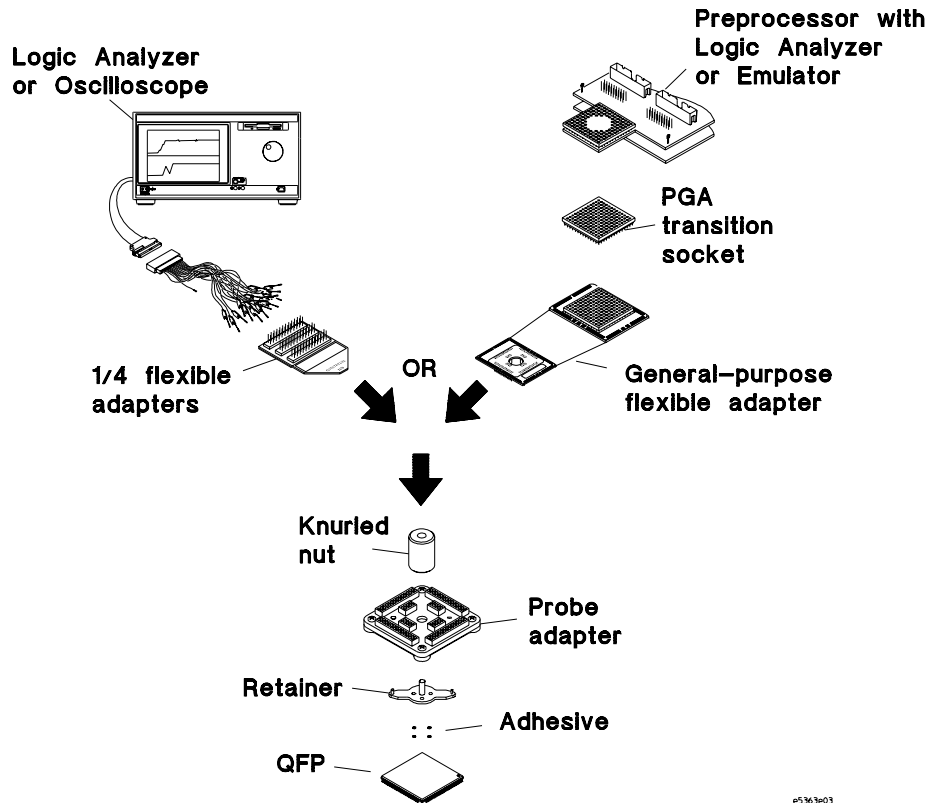 Preprocessor with
Logic Analyzer
or Emulator
Logic Analyzer
or Oscilloscope
PGA
transition
socket
1/4 flexible
adapters
OR
General-purpose
flexible adapter
Knurled
nut
Probe
adapter
Retainer
Adhesive
QFP
e5363e03